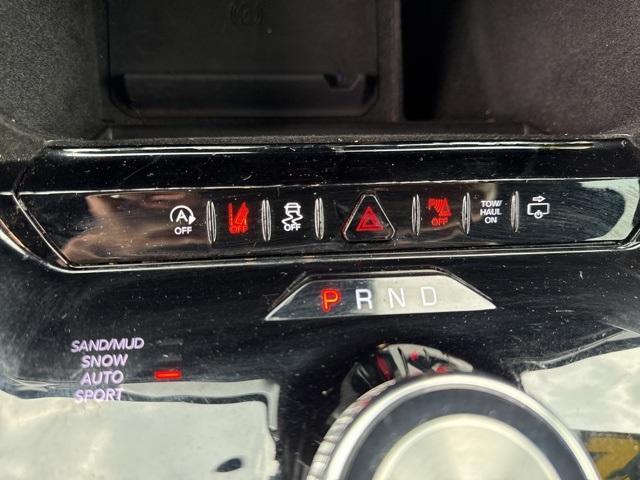 A OFF
OFF
OFF
P OFF
TOW/
HAUL
ON
P R N D
SAND/MUD
SNOW
AUTO
SPORT